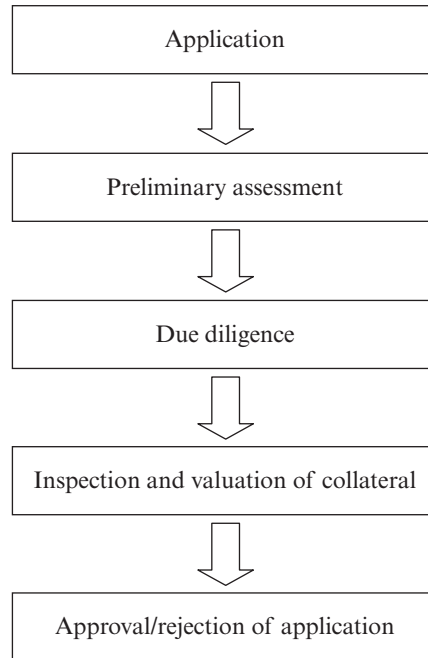 Application
Preliminary assessment
Due diligence
Inspection and valuation of collateral
Approval/rejection of application